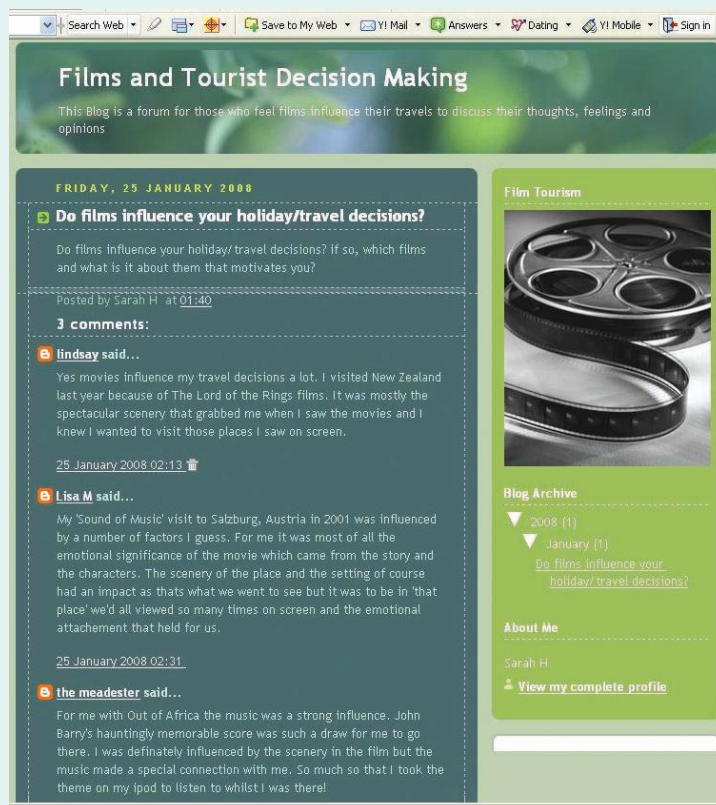 Search Web
Save to My Web
Y! Mail
Answers
Dating
Y! Mobile
Sign in
Films and Tourist Decision Making
This Blog is a forum for those who feel films influence their travels to discuss their thoughts, feelings and
opinions
FRIDAY, 25 JANUARY 2008
Do films influence your holiday/travel decisions?
Do films influence your holiday/travel decisions? if so, which films
and what is it about them that motivates you?
Posted by Sarah H at 01:40
3 comments:
lindsay said...
Yes movies influence my travel decisions a lot. I visited New Zealand
last year because of The Lord of the Rings films. It was mostly the
spectacular scenery that grabbed me when I saw the movies and I
knew I wanted to visit those places I saw on screen.
25 January 2008 02:13
Lisa M said...
My 'Sound of Music' visit to Salzburg, Austria in 2001 was influenced
by a number of factors I guess. For me it was most of all the
emotional significance of the movie which came from the story and
the characters. The scenery of the place and the setting of course
had an impact as thats what we went to see but it was to be in 'that
place' we'd all viewed so many times on screen and the emotional
attachement that held for us.
25 January 2008 02:31
the meadester said...
For me with Out of Africa the music was a strong influence. John
Barry's hauntingly memorable score was such a draw for me to go
there. I was definately influenced by the scenery in the film but the
music made a special connection with me. So much so that I took the
theme on my ipod to listen to whilst I was there!
Film Tourism
Blog Archive
2008 (1)
January (1)
Do films influence your
holiday/travel decisions?
About Me
Sarah H
View my complete profile